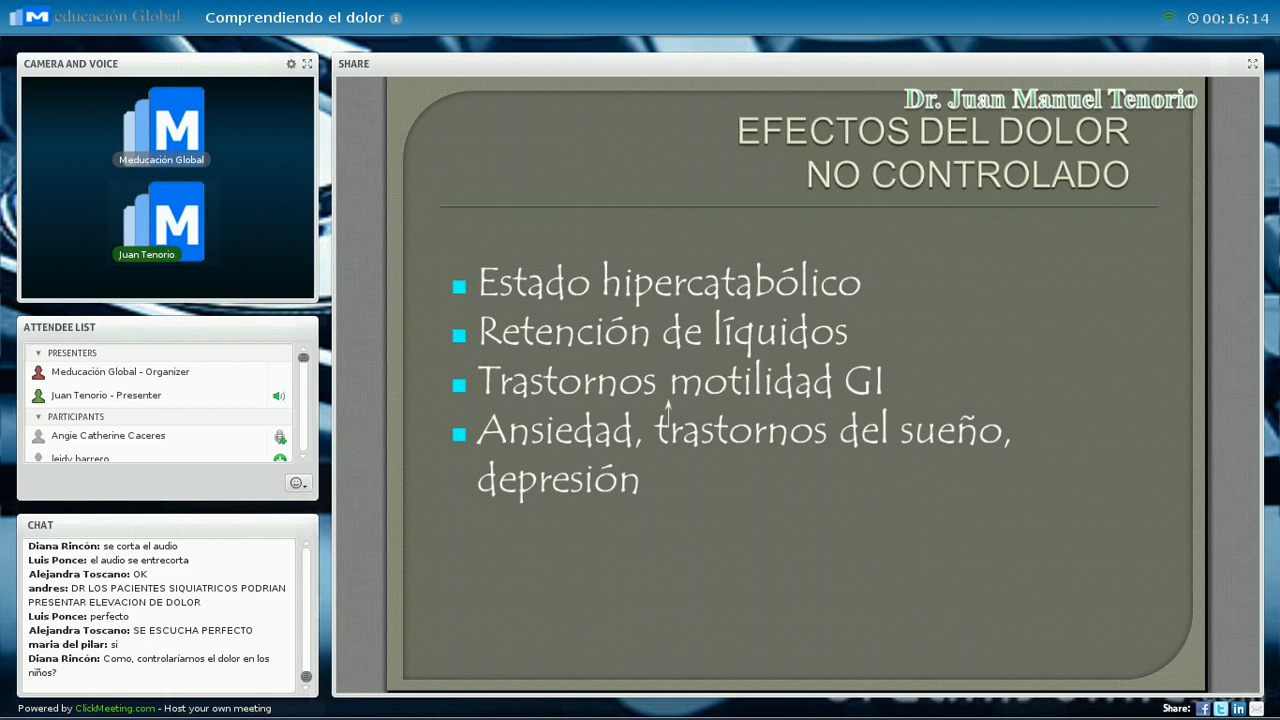 M educación Global
Comprendiendo el dolor
00:16:14
CAMERA AND VOICE
M
Meducación Global
M
Juan Tenorio
ATTENDEE LIST
PRESENTERS
Meducación Global - Organizer
Juan Tenorio - Presenter
PARTICIPANTS
Angie Catherine Caceres
leidy barrero
CHAT
Diana Rincón: se corta el audio
Luis Ponce: el audio se entrecorta
Alejandra Toscano: OK
andres: DR LOS PACIENTES SIQUIATRICOS PODRIAN
PRESENTAR ELEVACION DE DOLOR
Luis Ponce: perfecto
Alejandra Toscano: SE ESCUCHA PERFECTO
maria del pilar: si
Diana Rincón: Como, controlaríamos el dolor en los
niños?
SHARE
Dr. Juan Manuel Tenorio
EFECTOS DEL DOLOR
NO CONTROLADO
Estado hipercatabólico
Retención de líquidos
Trastornos motilidad GI
Ansiedad, trastornos del sueño,
depresión
Powered by ClickMeeting.com - Host your own meeting
Share: